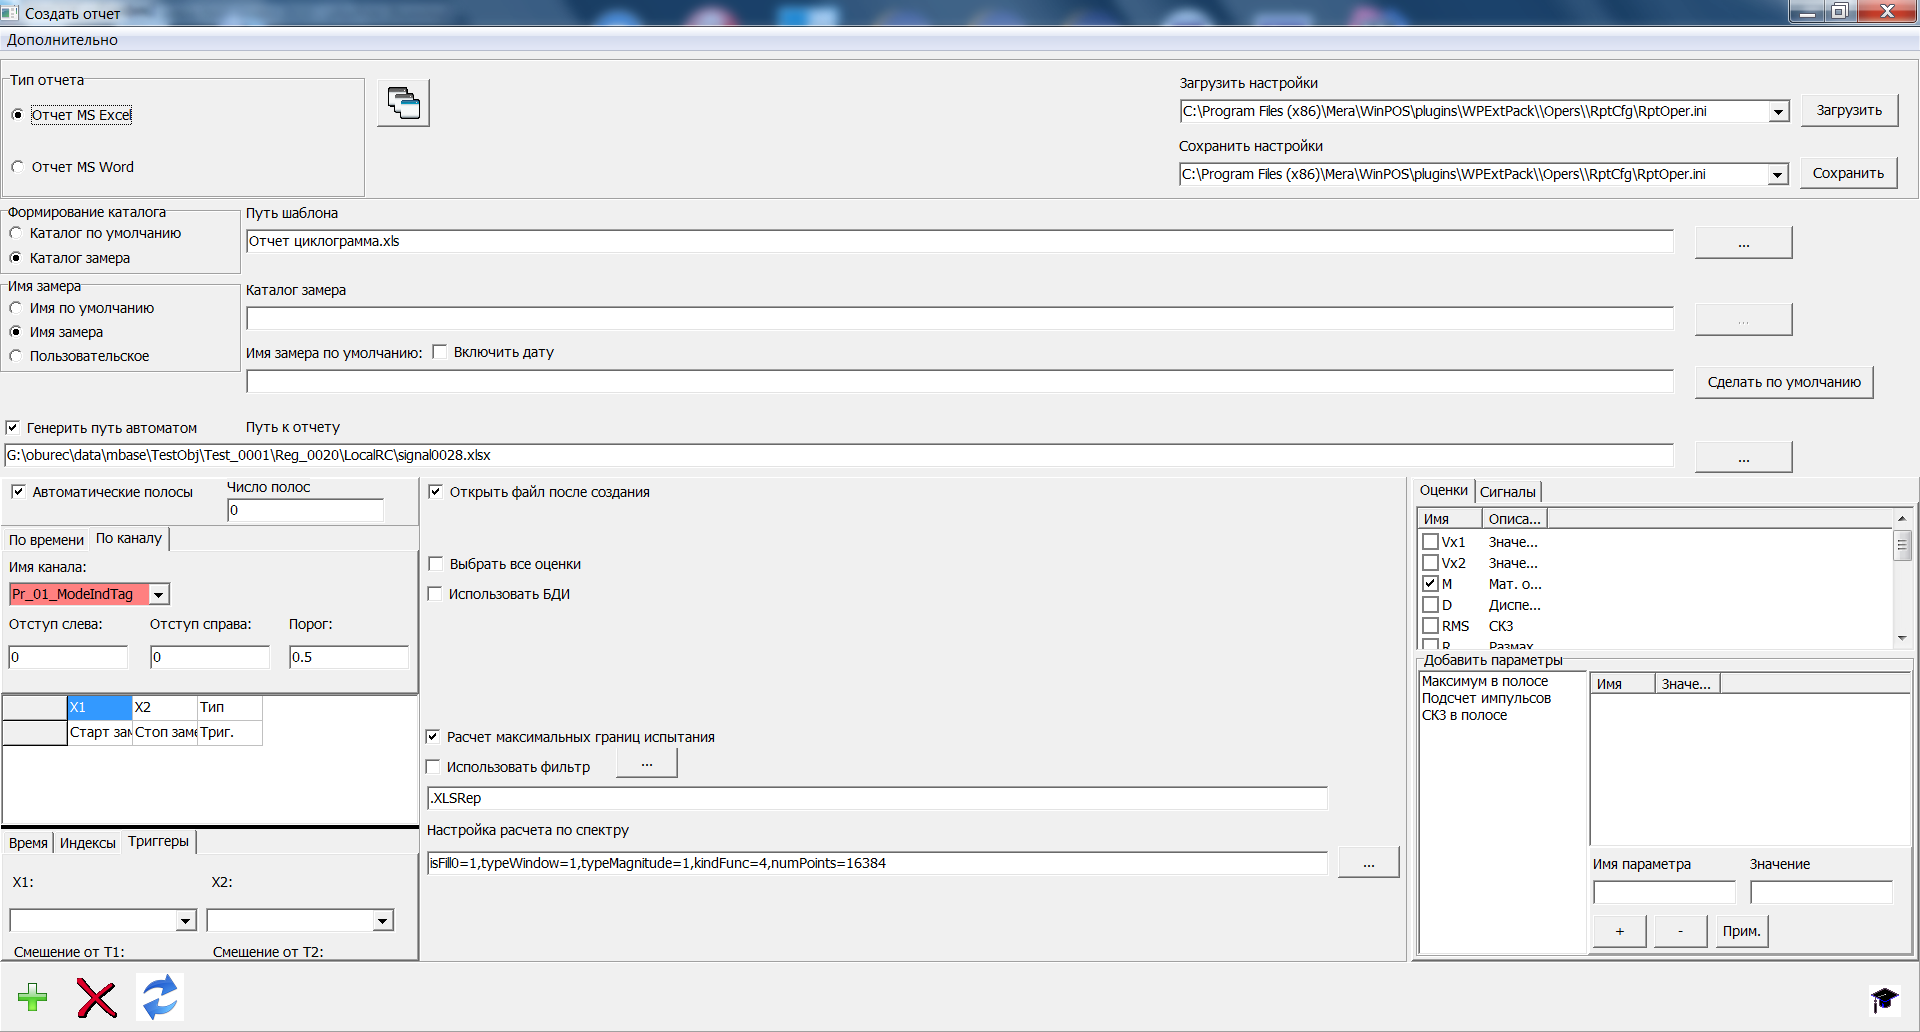 Создать отчет
Дополнительно
Тип отчета
Отчет MS Excel
Отчет MS Word
Загрузить настройки
C:\Program Files (x86)\Mera\WinPOS\plugins\WPExtPack\\Opers\\RptCfg\RptOper.ini
Загрузить
Сохранить настройки
C:\Program Files (x86)\Mera\WinPOS\plugins\WPExtPack\\Opers\\RptCfg\RptOper.ini
Сохранить
Формирование каталога
Каталог по умолчанию
Каталог замера
Путь шаблона
Отчет циклограмма.xls
...
Имя замера
Имя по умолчанию
Имя замера
Пользовательское
Каталог замера
...
Имя замера по умолчанию:
Включить дату
Сделать по умолчанию
Генерить путь автоматом
Путь к отчету
G:\oburec\data\mbase\TestObj\Test_0001\Reg_0020\LocalRC\signal0028.xlsx
...
Автоматические полосы
Число полос
0
По времени
По каналу
Имя канала:
Pr_01_ModeIndTag
Отступ слева:
Отступ справа:
Порог:
0
0
0.5
X1
X2
Тип
Старт зам
Стоп заме
Триг.
Время
Индексы
Триггеры
X1:
X2:
Смешение от T1:
Смешение от T2:
Открыть файл после создания
Выбрать все оценки
Использовать БДИ
Расчет максимальных границ испытания
Использовать фильтр
...
.XLSRep
Настройка расчета по спектру
isFill0=1,typeWindow=1,typeMagnitude=1,kindFunc=4,numPoints=16384
...
Оценки
Сигналы
Имя
Описа...
Vx1
Значе...
Vx2
Значе...
M
Мат. о...
D
Диспе...
RMS
СКЗ
R
Размах
Добавить параметры
Максимум в полосе
Подсчет импульсов
СКЗ в полосе
Имя
Значе...
Имя параметра
Значение
+
-
Прим.